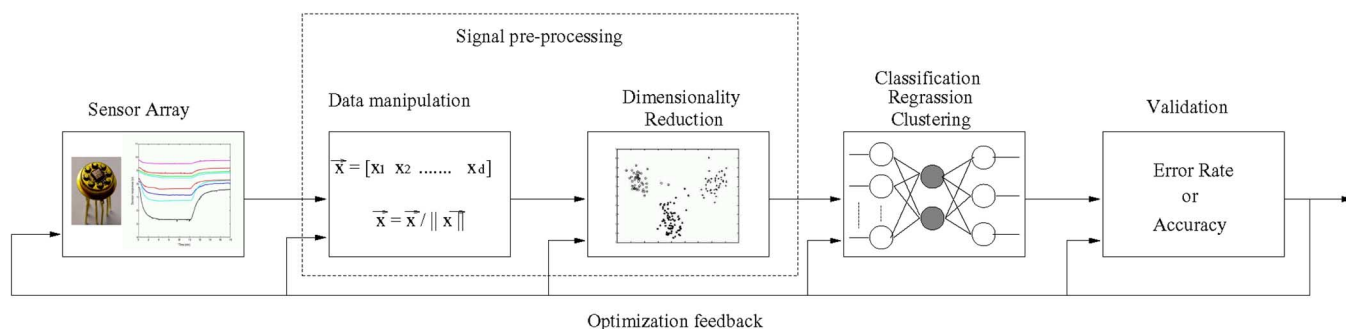 Signal pre-processing
Sensor Array
Data manipulation
x = [x1 x2 ....... xd]
x = x / || x ||
Dimensionality
Reduction
Classification
Regrassion
Clustering
Validation
Error Rate
or
Accuracy
Optimization feedback